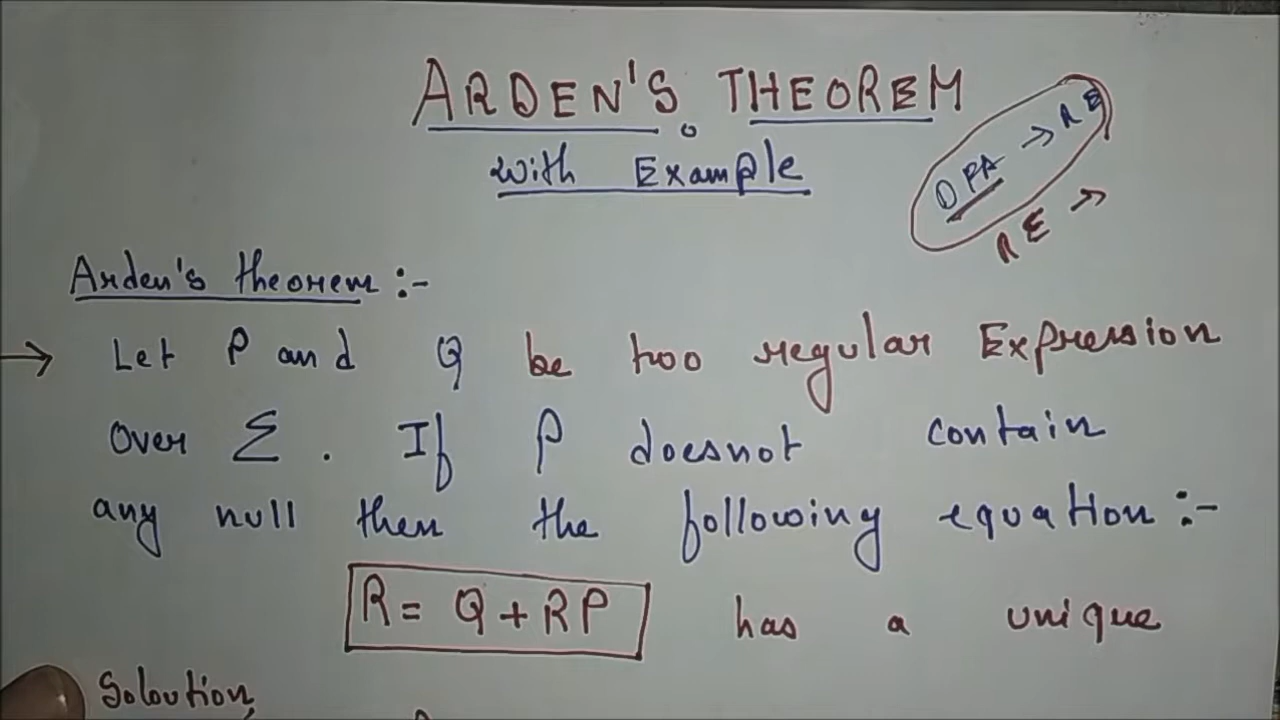 ARDEN'S THEOREM
with Example
DFA → RE
RE →
Arden's theorem :-
→ Let P and Q be two regular Expression
Over Σ . If P doesnot contain
any null then the following equation :-
R = Q + RP has a unique
Soloution,